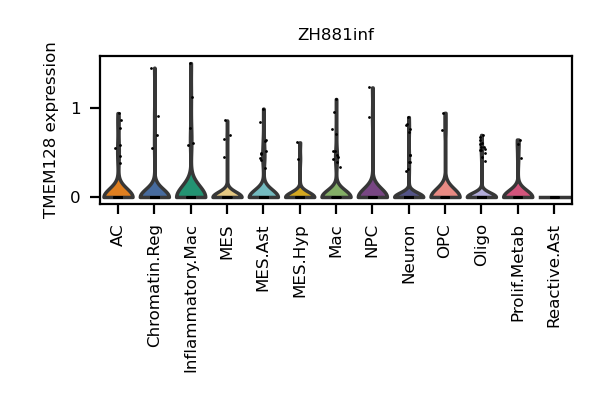 ZH881inf
TMEM128 expression
1
0
AC
Chromatin.Reg
Inflammatory.Mac
MES
MES.Ast
MES.Hyp
Mac
NPC
Neuron
OPC
Oligo
Prolif.Metab
Reactive.Ast